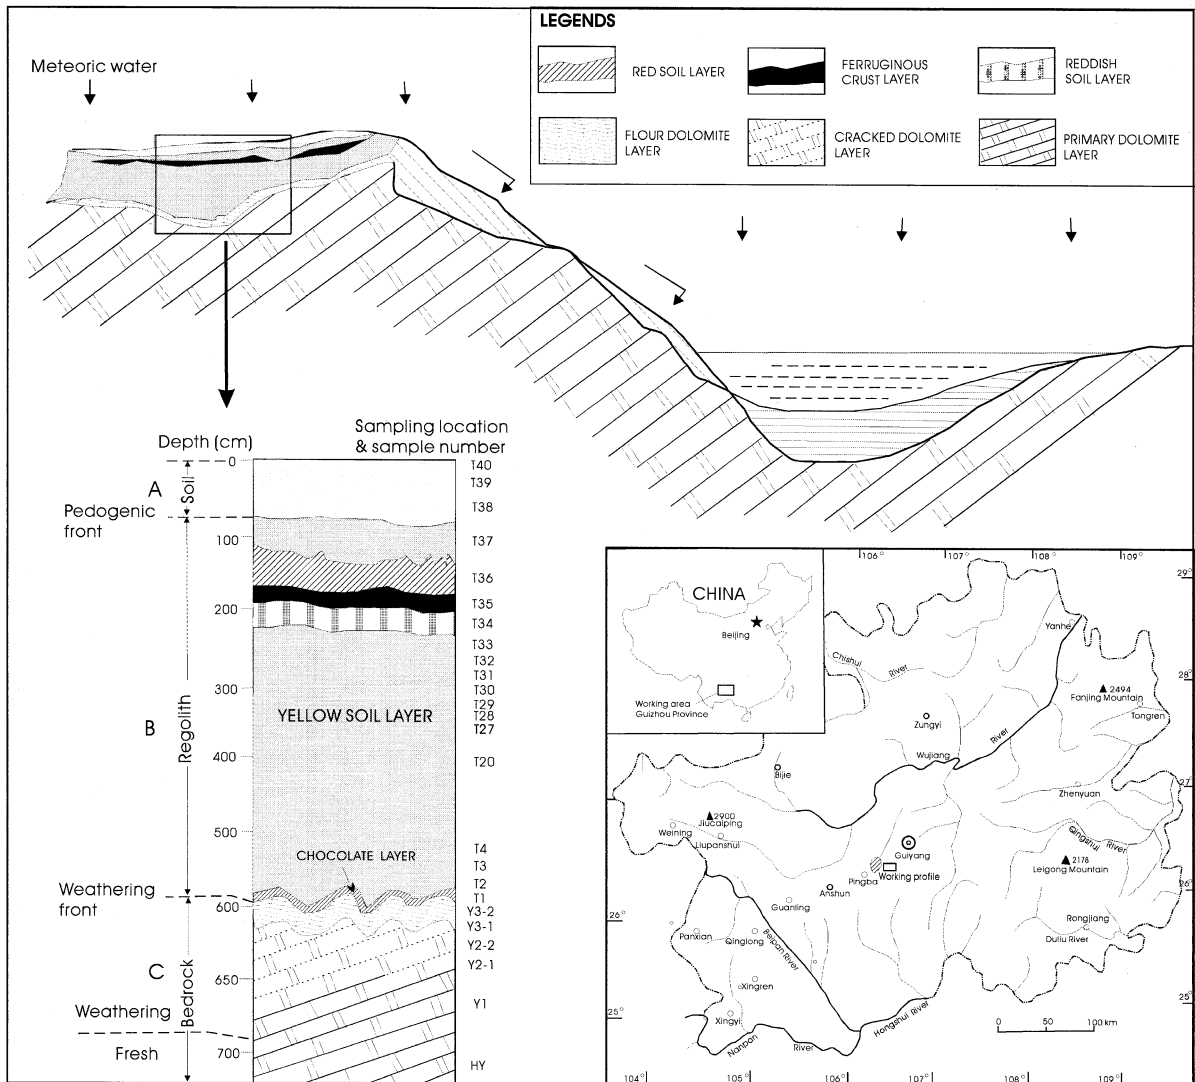 LEGENDS
RED SOIL LAYER
FERRUGINOUS
CRUST LAYER
REDDISH
SOIL LAYER
FLOUR DOLOMITE
LAYER
CRACKED DOLOMITE
LAYER
PRIMARY DOLOMITE
LAYER
Meteoric water
Sampling location
& sample number
Depth (cm)
0
100
200
300
400
500
600
650
700
A
Soil
Pedogenic
front
B
Regolith
Weathering
front
C
Bedrock
Weathering
Fresh
YELLOW SOIL LAYER
CHOCOLATE LAYER
T40
T39
T38
T37
T36
T35
T34
T33
T32
T31
T30
T29
T28
T27
T20
T4
T3
T2
T1
Y3-2
Y3-1
Y2-2
Y2-1
Y1
HY
CHINA
Beijing
Working area
Guizhou Province
106°
107°
108°
109°
29°
28°
27°
26°
25°
Chishui River
Yanhe
2494
Fanjing Mountain
Tongren
Zungyi
Wujiang River
Bijie
Zhenyuan
2900
Jiucaiping
Weining
Liupanshui
Guiyang
Qingshui River
2178
Leigong Mountain
Pingba
Working profile
Anshun
Guanling
Rongjiang
Duliu River
Panxian
Qinglong
Beipan River
Xingren
Xingyi
Nanpan River
Hongshui River
0 50 100 km
26°
25°
104°
105°
106°
107°
108°
109°